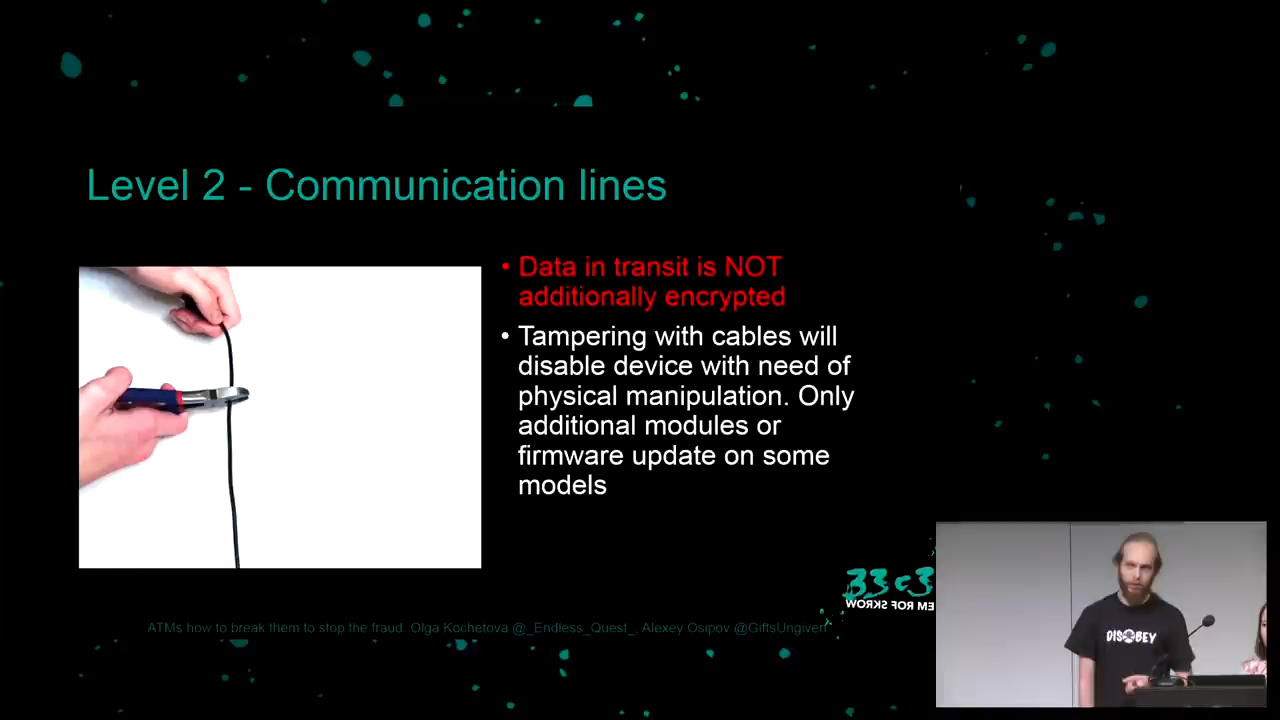 Level 2 - Communication lines
• Data in transit is NOT
additionally encrypted
• Tampering with cables will
disable device with need of
physical manipulation. Only
additional modules or
firmware update on some
models
33c3
WORKS FOR ME
ATMs how to break them to stop the fraud. Olga Kochetova @_Endless_Quest_, Alexey Osipov @GiftsUngiven
DISOBEY